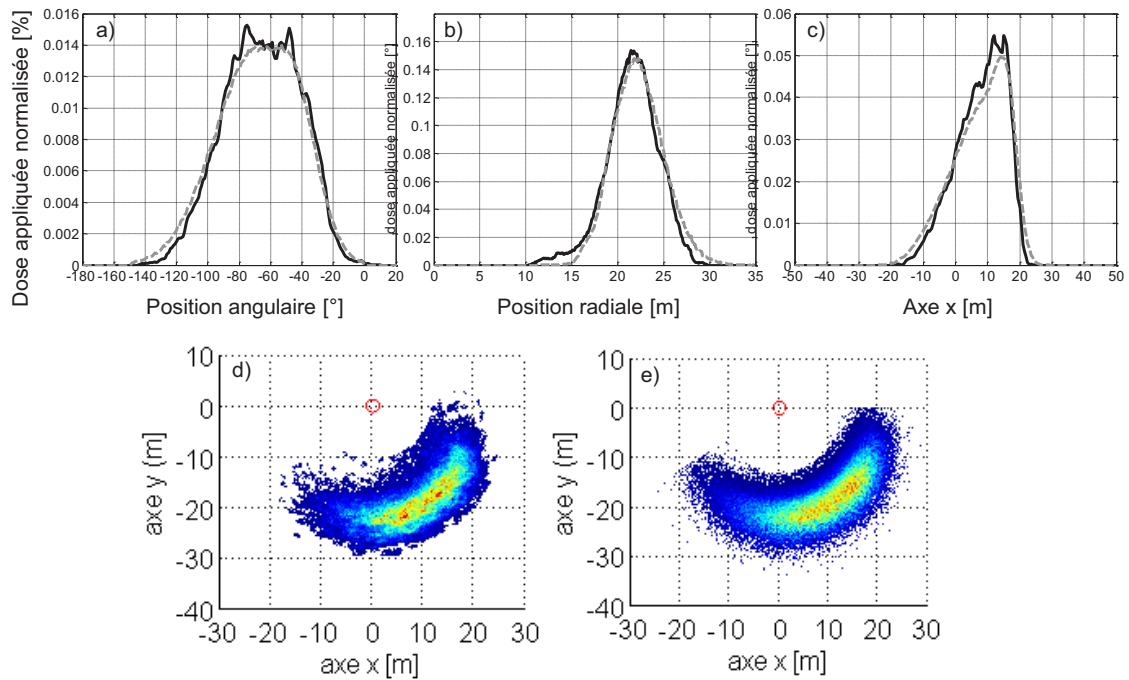 a)
Dose appliquée normalisée [%]
0.016
0.014
0.012
0.01
0.008
0.006
0.004
0.002
0
-180 -160 -140 -120 -100 -80 -60 -40 -20 0 20
Position angulaire [°]
b)
dose appliquée normalisée [°]
0.16
0.14
0.12
0.1
0.08
0.06
0.04
0.02
0
0 5 10 15 20 25 30 35
Position radiale [m]
c)
dose appliquée normalisée [°]
0.06
0.05
0.04
0.03
0.02
0.01
0
-50 -40 -30 -20 -10 0 10 20 30 40 50
Axe x [m]
d)
axe y (m]
10
0
-10
-20
-30
-40
-30 -20 -10 0 10 20 30
axe x [m]
e)
axe y (m]
10
0
-10
-20
-30
-40
-30 -20 -10 0 10 20 30
axe x [m]